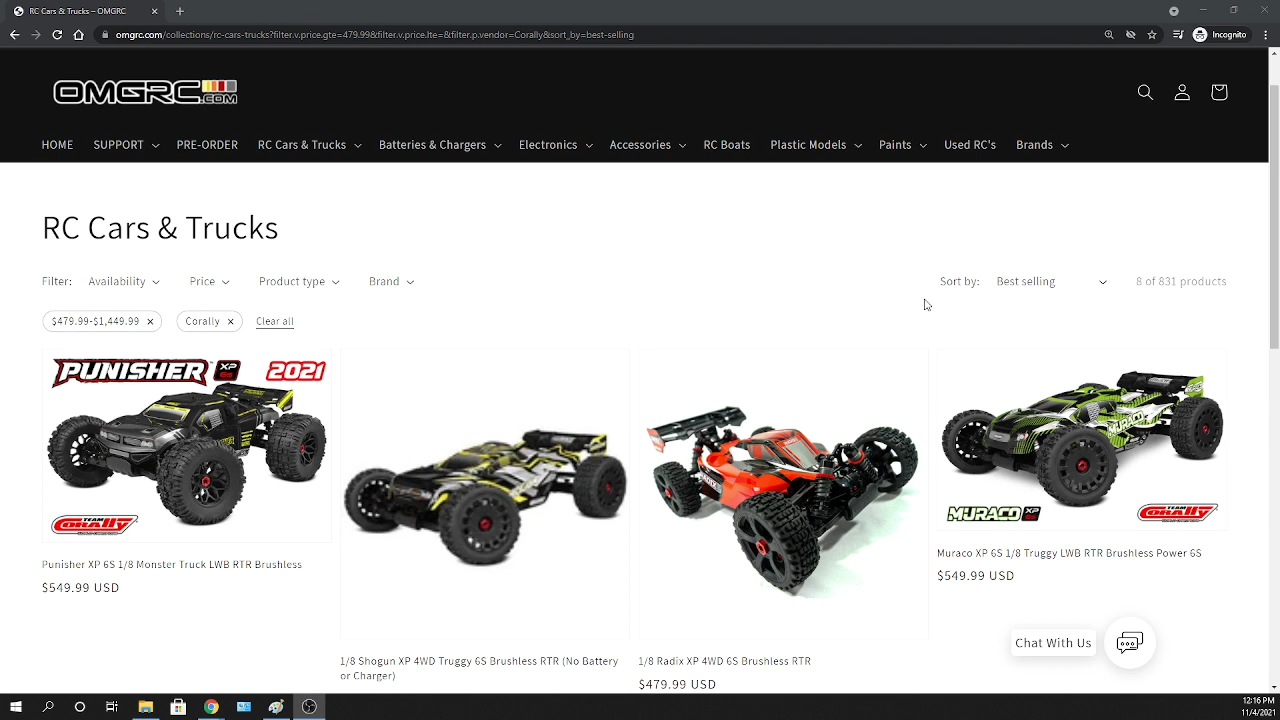 RC Cars & Trucks – OMGRC
omgrc.com/collections/rc-cars-trucks?filter.v.price.gte=479.99&filter.v.price.lte=&filter.p.vendor=Corally&sort_by=best-selling
Incognito
OMGRC.COM
HOME SUPPORT PRE-ORDER RC Cars & Trucks Batteries & Chargers Electronics Accessories RC Boats Plastic Models Paints Used RC's Brands
RC Cars & Trucks
Filter: Availability Price Product type Brand Sort by: Best selling 8 of 831 products
$479.99-$1,449.99 Corally Clear all
PUNISHER XP 6S 2021
MURACO
TEAM CORALLY
MURACO XP 6S TEAM CORALLY
Punisher XP 6S 1/8 Monster Truck LWB RTR Brushless
$549.99 USD
1/8 Shogun XP 4WD Truggy 6S Brushless RTR (No Battery
or Charger)
1/8 Radix XP 4WD 6S Brushless RTR
$479.99 USD
Muraco XP 6S 1/8 Truggy LWB RTR Brushless Power 6S
$549.99 USD
Chat With Us
12:16 PM
11/4/2021